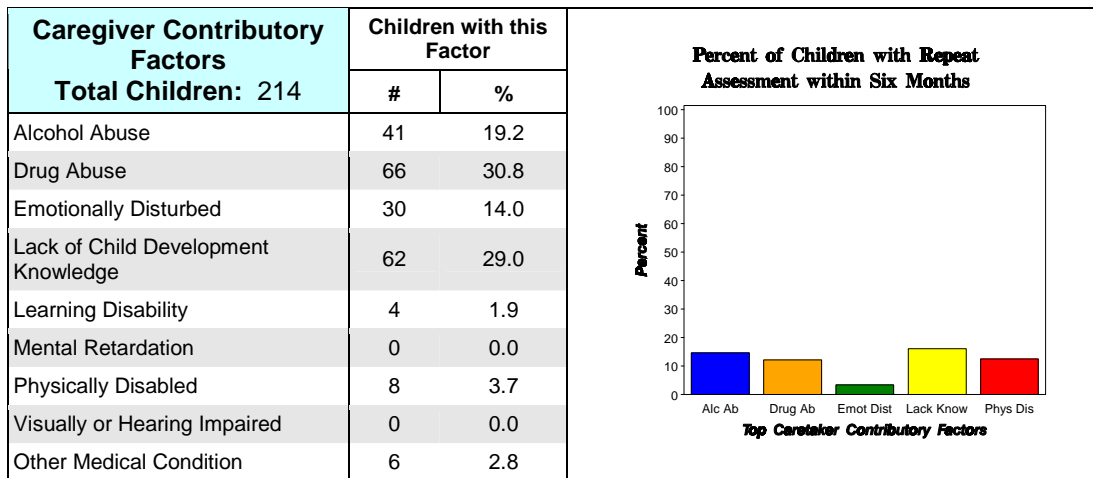 Caregiver Contributory
Factors
Total Children: 214
Children with this
Factor
# %
Alcohol Abuse 41 19.2
Drug Abuse 66 30.8
Emotionally Disturbed 30 14.0
Lack of Child Development
Knowledge 62 29.0
Learning Disability 4 1.9
Mental Retardation 0 0.0
Physically Disabled 8 3.7
Visually or Hearing Impaired 0 0.0
Other Medical Condition 6 2.8
Percent of Children with Repeat
Assessment within Six Months
Percent
100
90
80
70
60
50
40
30
20
10
0
Alc Ab Drug Ab Emot Dist Lack Know Phys Dis
Top Caretaker Contributory Factors